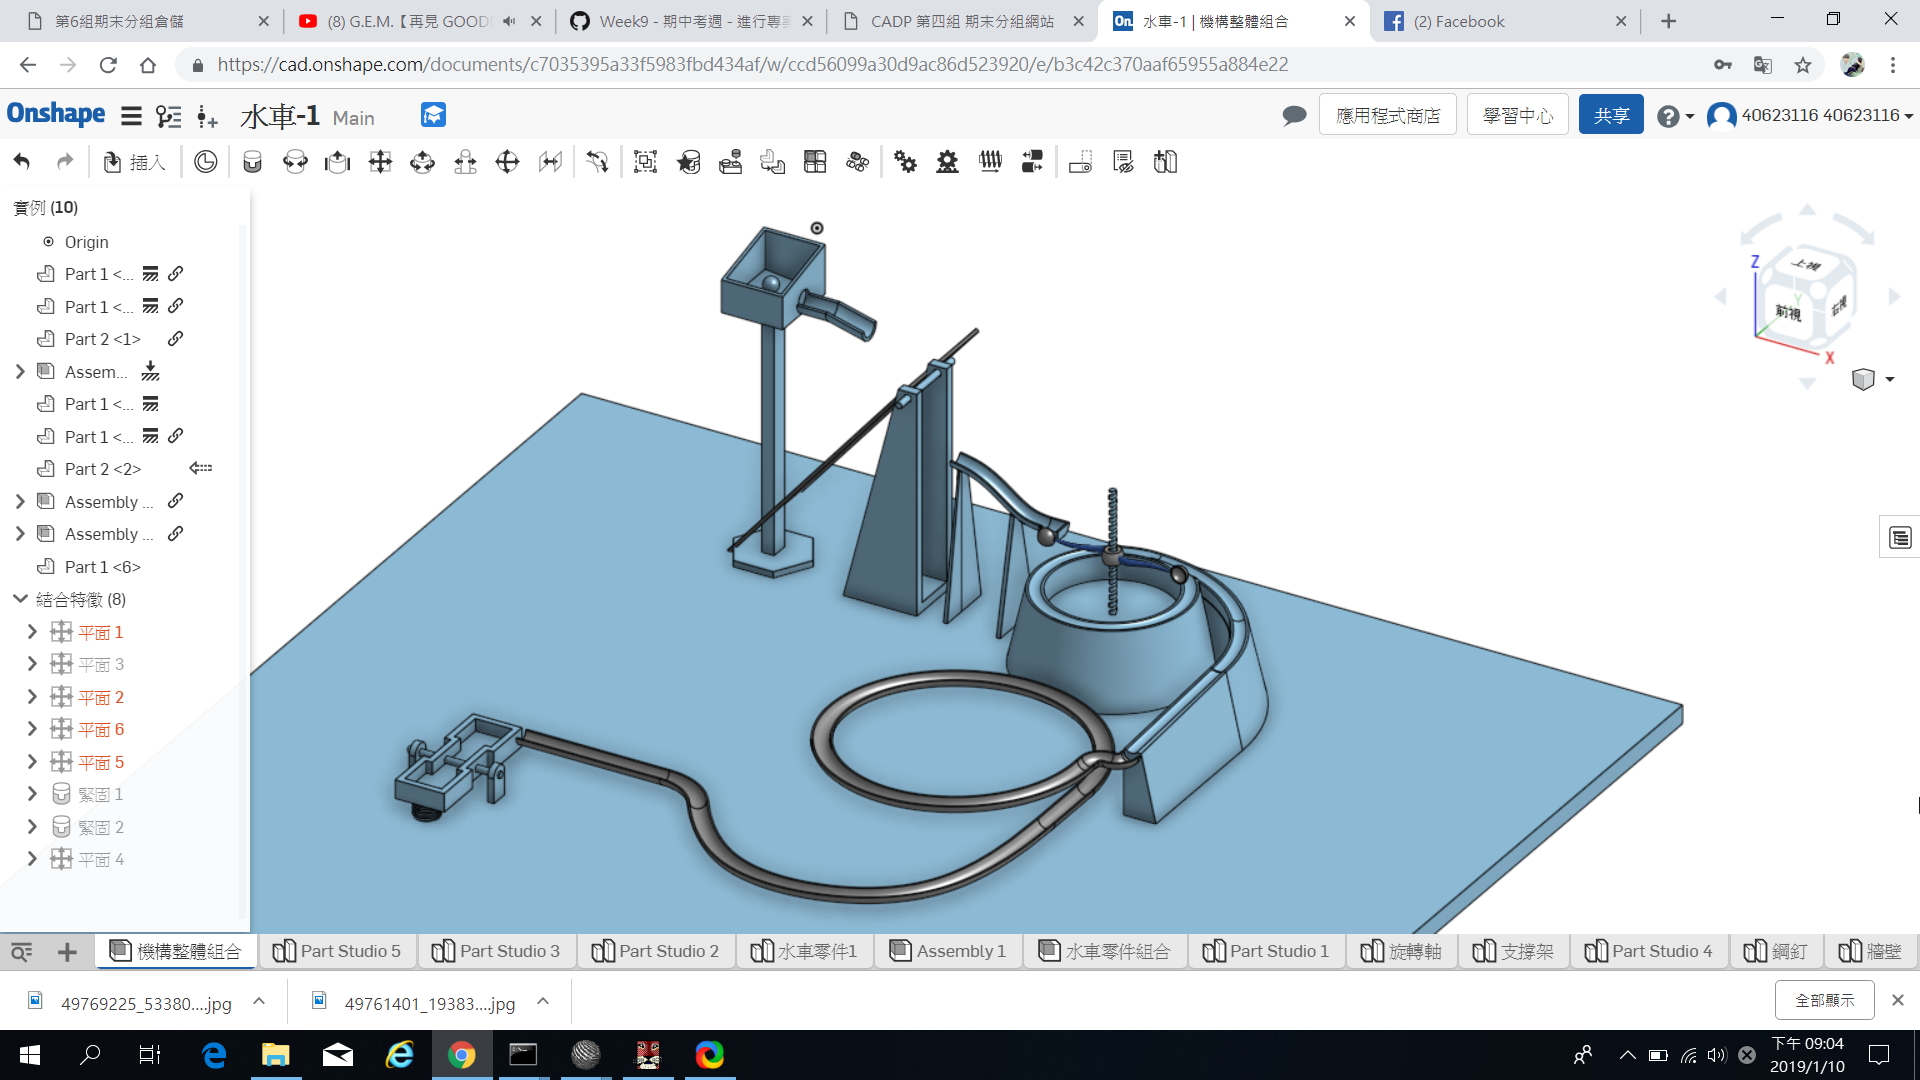 第6組期末分組倉儲
(8) G.E.M.【再見 GOOD
Week9 - 期中考週 - 進行專
CADP 第四組 期末分組網站
On 水車-1 | 機構整體組合
(2) Facebook
https://cad.onshape.com/documents/c7035395a33f5983fbd434af/w/ccd56099a30d9ac86d523920/e/b3c42c370aaf65955a884e22
Onshape
水車-1 Main
應用程式商店
學習中心
共享
40623116 40623116
插入
實例 (10)
Origin
Part 1 <...
Part 1 <...
Part 2 <1>
Assem...
Part 1 <...
Part 1 <...
Part 2 <2>
Assembly ...
Assembly ...
Part 1 <6>
結合特徵 (8)
平面 1
平面 3
平面 2
平面 6
平面 5
緊固 1
緊固 2
平面 4
Z
上視
Y
前視
右視
X
機構整體組合
Part Studio 5
Part Studio 3
Part Studio 2
水車零件1
Assembly 1
水車零件組合
Part Studio 1
旋轉軸
支撐架
Part Studio 4
鋼釘
牆壁
49769225_53380....jpg
49761401_19383....jpg
全部顯示
下午 09:04
2019/1/10